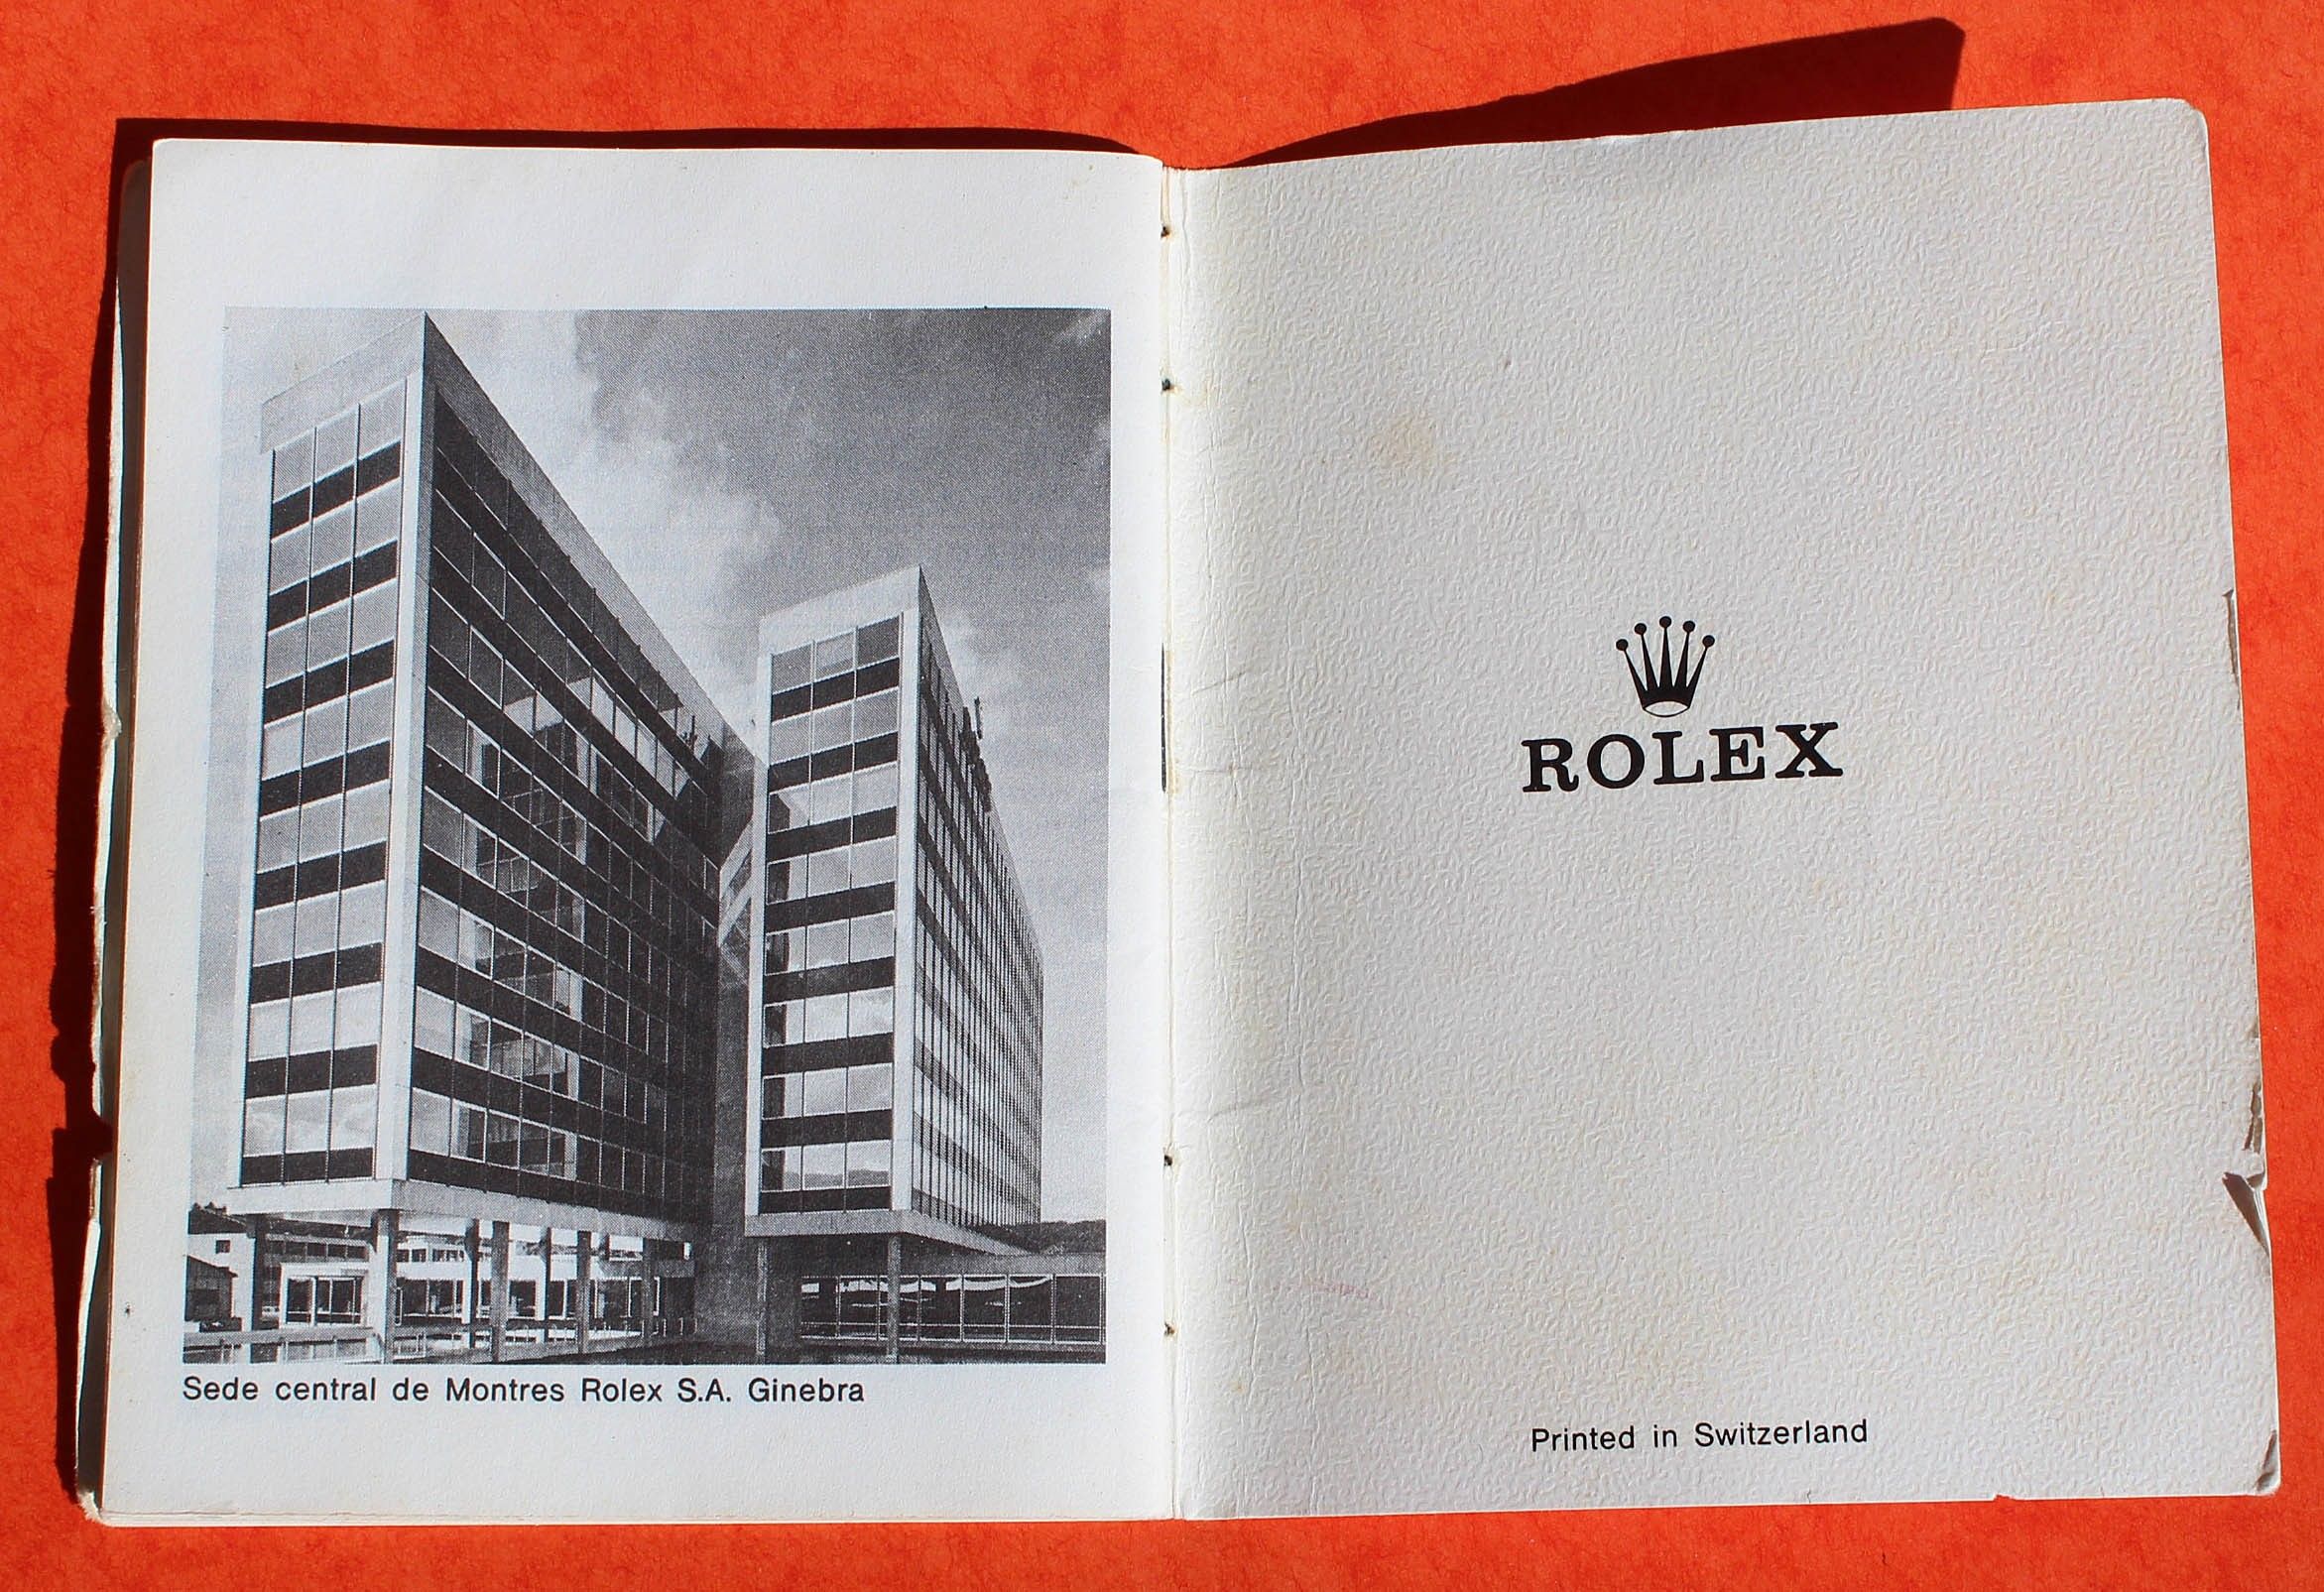 Sede central de Montres Rolex S.A. Ginebra
ROLEX
Printed in Switzerland